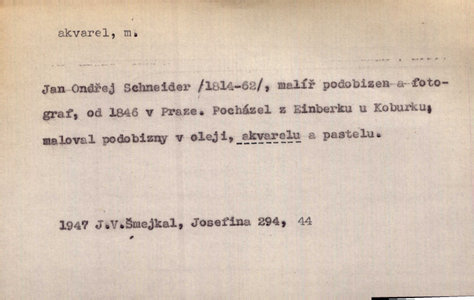 akvarel, m.
Jan Ondřej Schneider /1814-62/, malíř podobizen a foto-
graf, od 1846 v Praze. Pocházel z Einberku u Koburku,
maloval podobizny v oleji, akvarelu a pastelu.
1947 J.V.Šmejkal, Josefina 294, 44